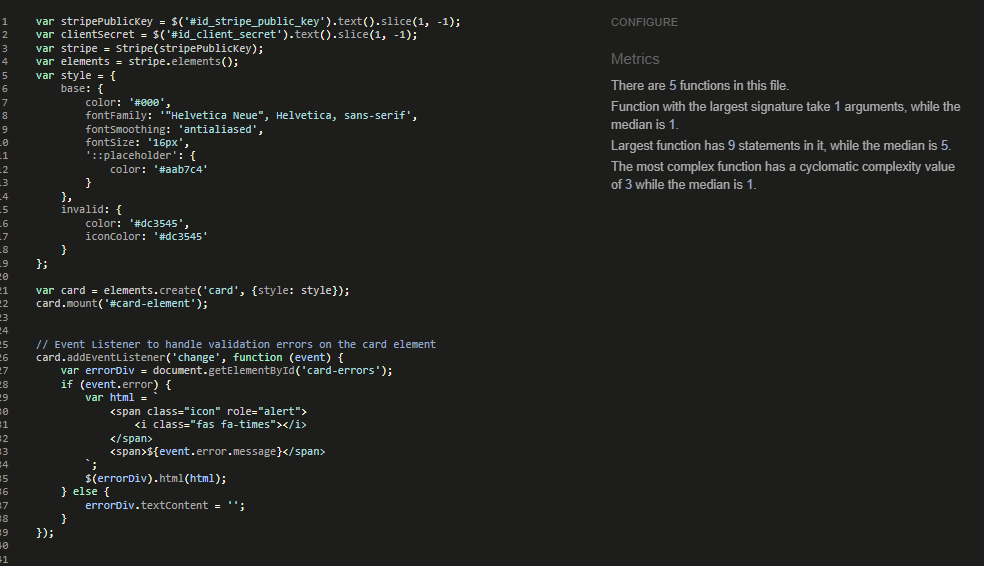 1 var stripePublicKey = $('#id_stripe_public_key').text().slice(1, -1);
2 var clientSecret = $('#id_client_secret').text().slice(1, -1);
3 var stripe = Stripe(stripePublicKey);
4 var elements = stripe.elements();
5 var style = {
6 base: {
7 color: '#000',
8 fontFamily: '"Helvetica Neue", Helvetica, sans-serif',
9 fontSmoothing: 'antialiased',
10 fontSize: '16px',
11 '::placeholder': {
12 color: '#aab7c4'
13 }
14 },
15 invalid: {
16 color: '#dc3545',
17 iconColor: '#dc3545'
18 }
19 };
20
21 var card = elements.create('card', {style: style});
22 card.mount('#card-element');
23
24
25 // Event Listener to handle validation errors on the card element
26 card.addEventListener('change', function (event) {
27 var errorDiv = document.getElementById('card-errors');
28 if (event.error) {
29 var html = `
30 <span class="icon" role="alert">
31 <i class="fas fa-times"></i>
32 </span>
33 <span>${event.error.message}</span>
34 `;
35 $(errorDiv).html(html);
36 } else {
37 errorDiv.textContent = '';
38 }
39 });
40
41
CONFIGURE
Metrics
There are 5 functions in this file.
Function with the largest signature take 1 arguments, while the
median is 1.
Largest function has 9 statements in it, while the median is 5.
The most complex function has a cyclomatic complexity value
of 3 while the median is 1.